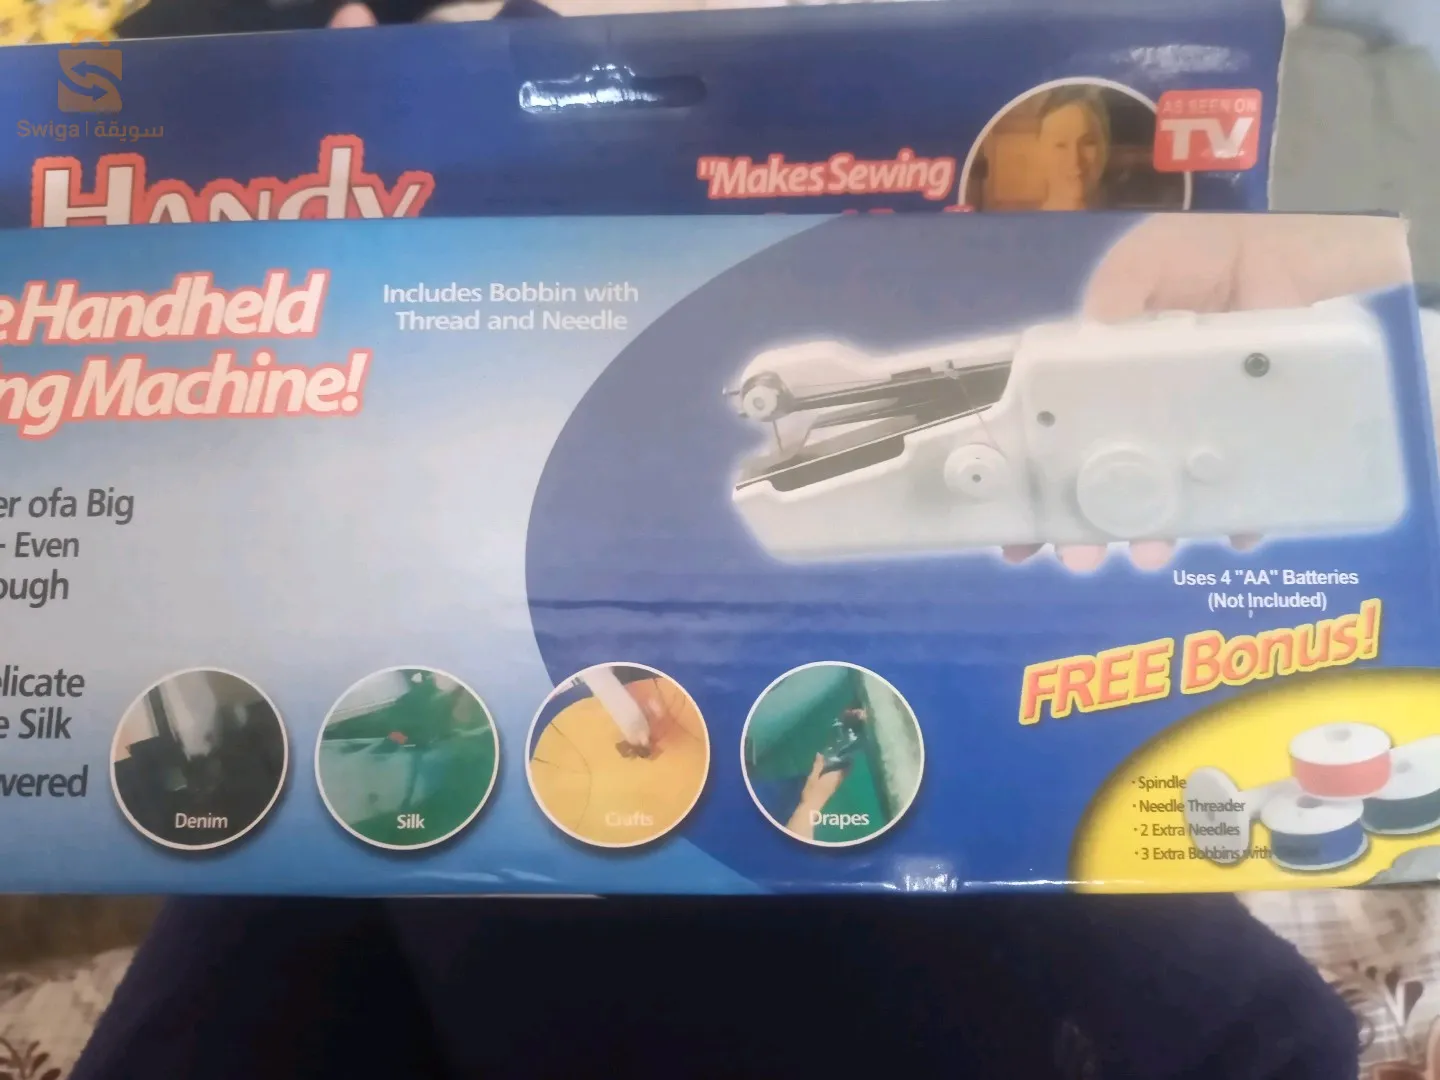 Swiga | سويقة
Handy
"Makes Sewing
AS SEEN ON
TV
e Handheld
ng Machine!
Includes Bobbin with
Thread and Needle
er ofa Big
- Even
ough
elicate
e Silk
wered
Denim
Silk
Crafts
Drapes
Uses 4 "AA" Batteries
(Not Included)
FREE Bonus!
· Spindle
· Needle Threader
· 2 Extra Needles
· 3 Extra Bobbins with